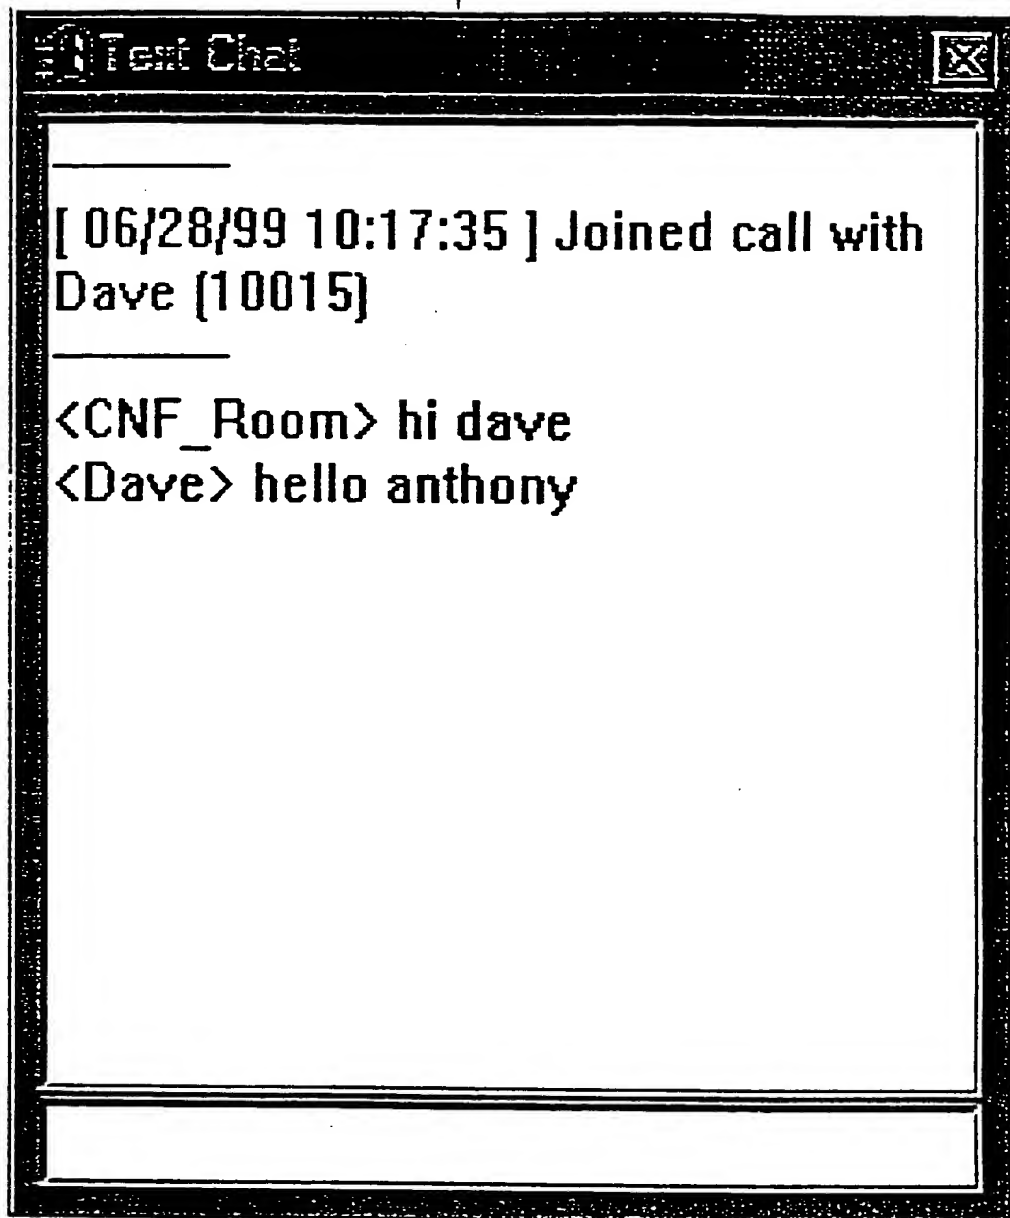 Text Chat
[ 06/28/99 10:17:35 ] Joined call with
Dave (10015)
<CNF_Room> hi dave
<Dave> hello anthony